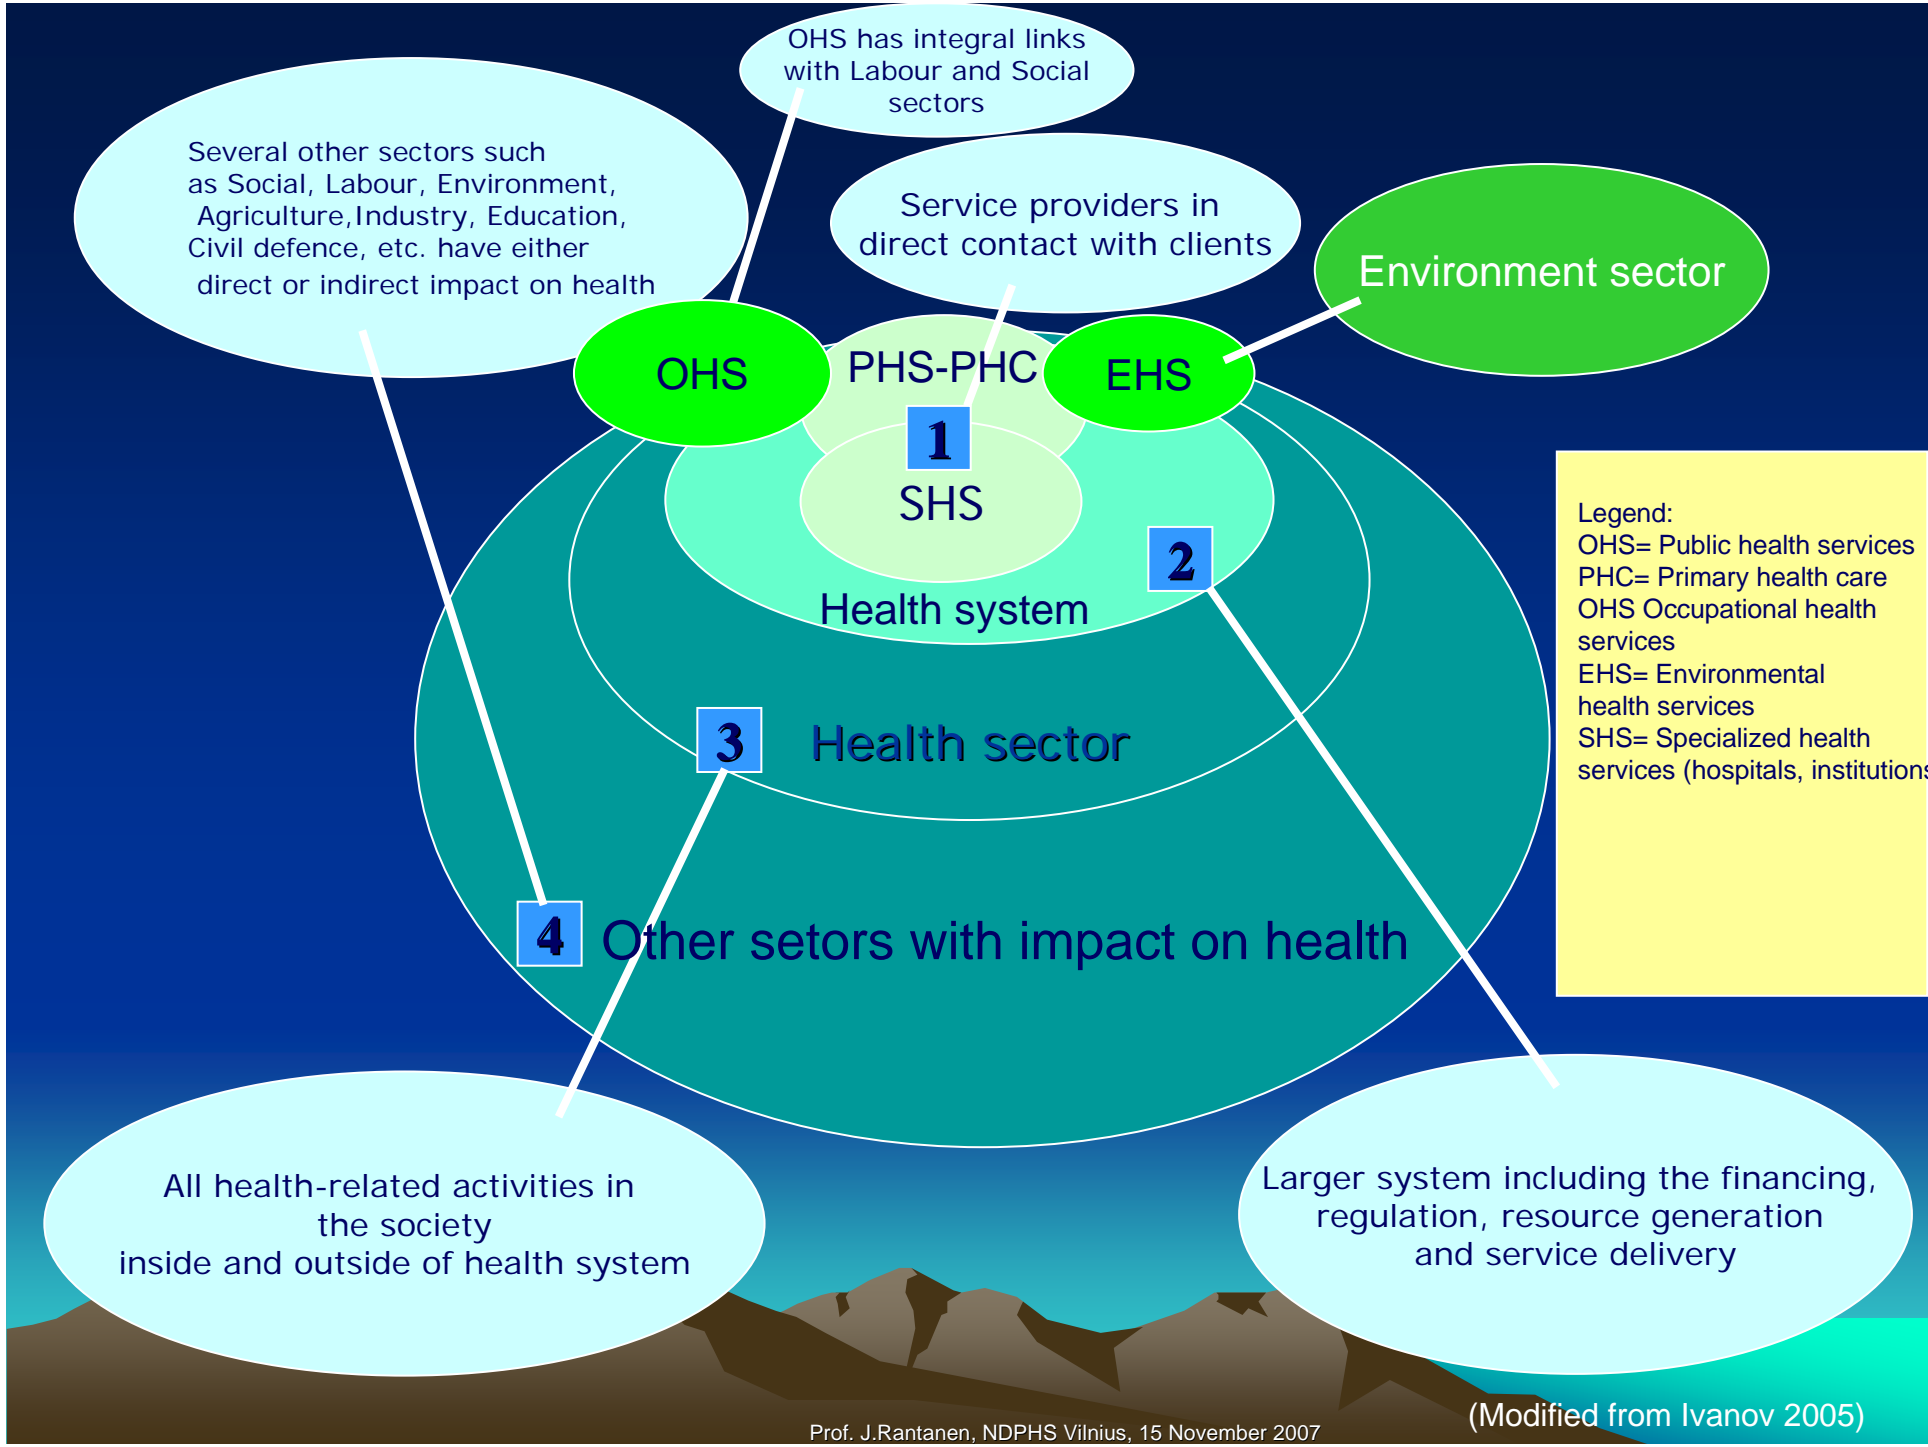 OHS has integral links
with Labour and Social
sectors
Several other sectors such
as Social, Labour, Environment,
Agriculture,Industry, Education,
Civil defence, etc. have either
direct or indirect impact on health
Service providers in
direct contact with clients
Environment sector
OHS
PHS-PHC
EHS
1
SHS
2
Health system
3
Health sector
4
Other setors with impact on health
Legend:
OHS= Public health services
PHC= Primary health care
OHS Occupational health
services
EHS= Environmental
health services
SHS= Specialized health
services (hospitals, institutions
All health-related activities in
the society
inside and outside of health system
Larger system including the financing,
regulation, resource generation
and service delivery
(Modified from Ivanov 2005)
Prof. J.Rantanen, NDPHS Vilnius, 15 November 2007